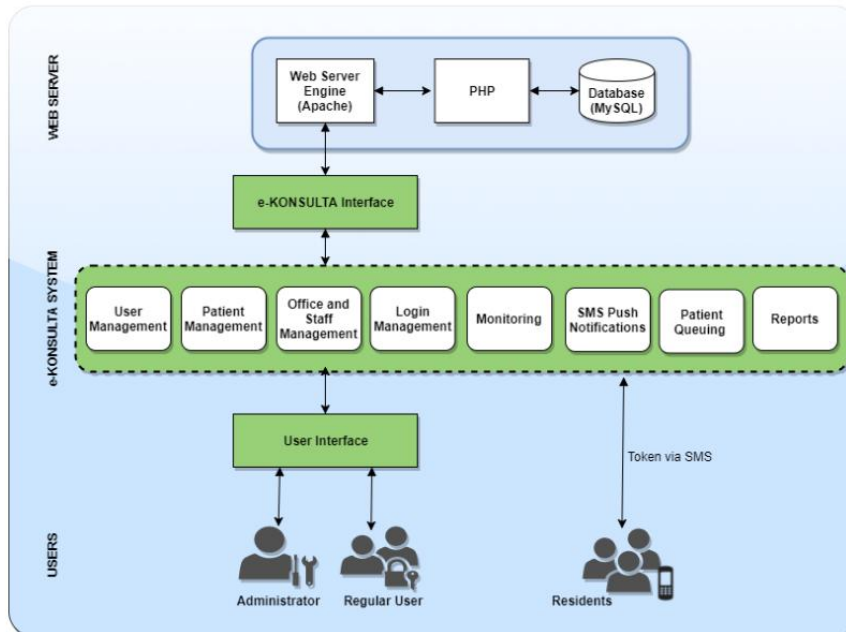 WEB SERVER
Web Server
Engine
(Apache)
PHP
Database
(MySQL)
e-KONSULTA Interface
e-KONSULTA SYSTEM
User
Management
Patient
Management
Office and
Staff
Management
Login
Management
Monitoring
SMS Push
Notifications
Patient
Queuing
Reports
User Interface
Token via SMS
USERS
Administrator
Regular User
Residents